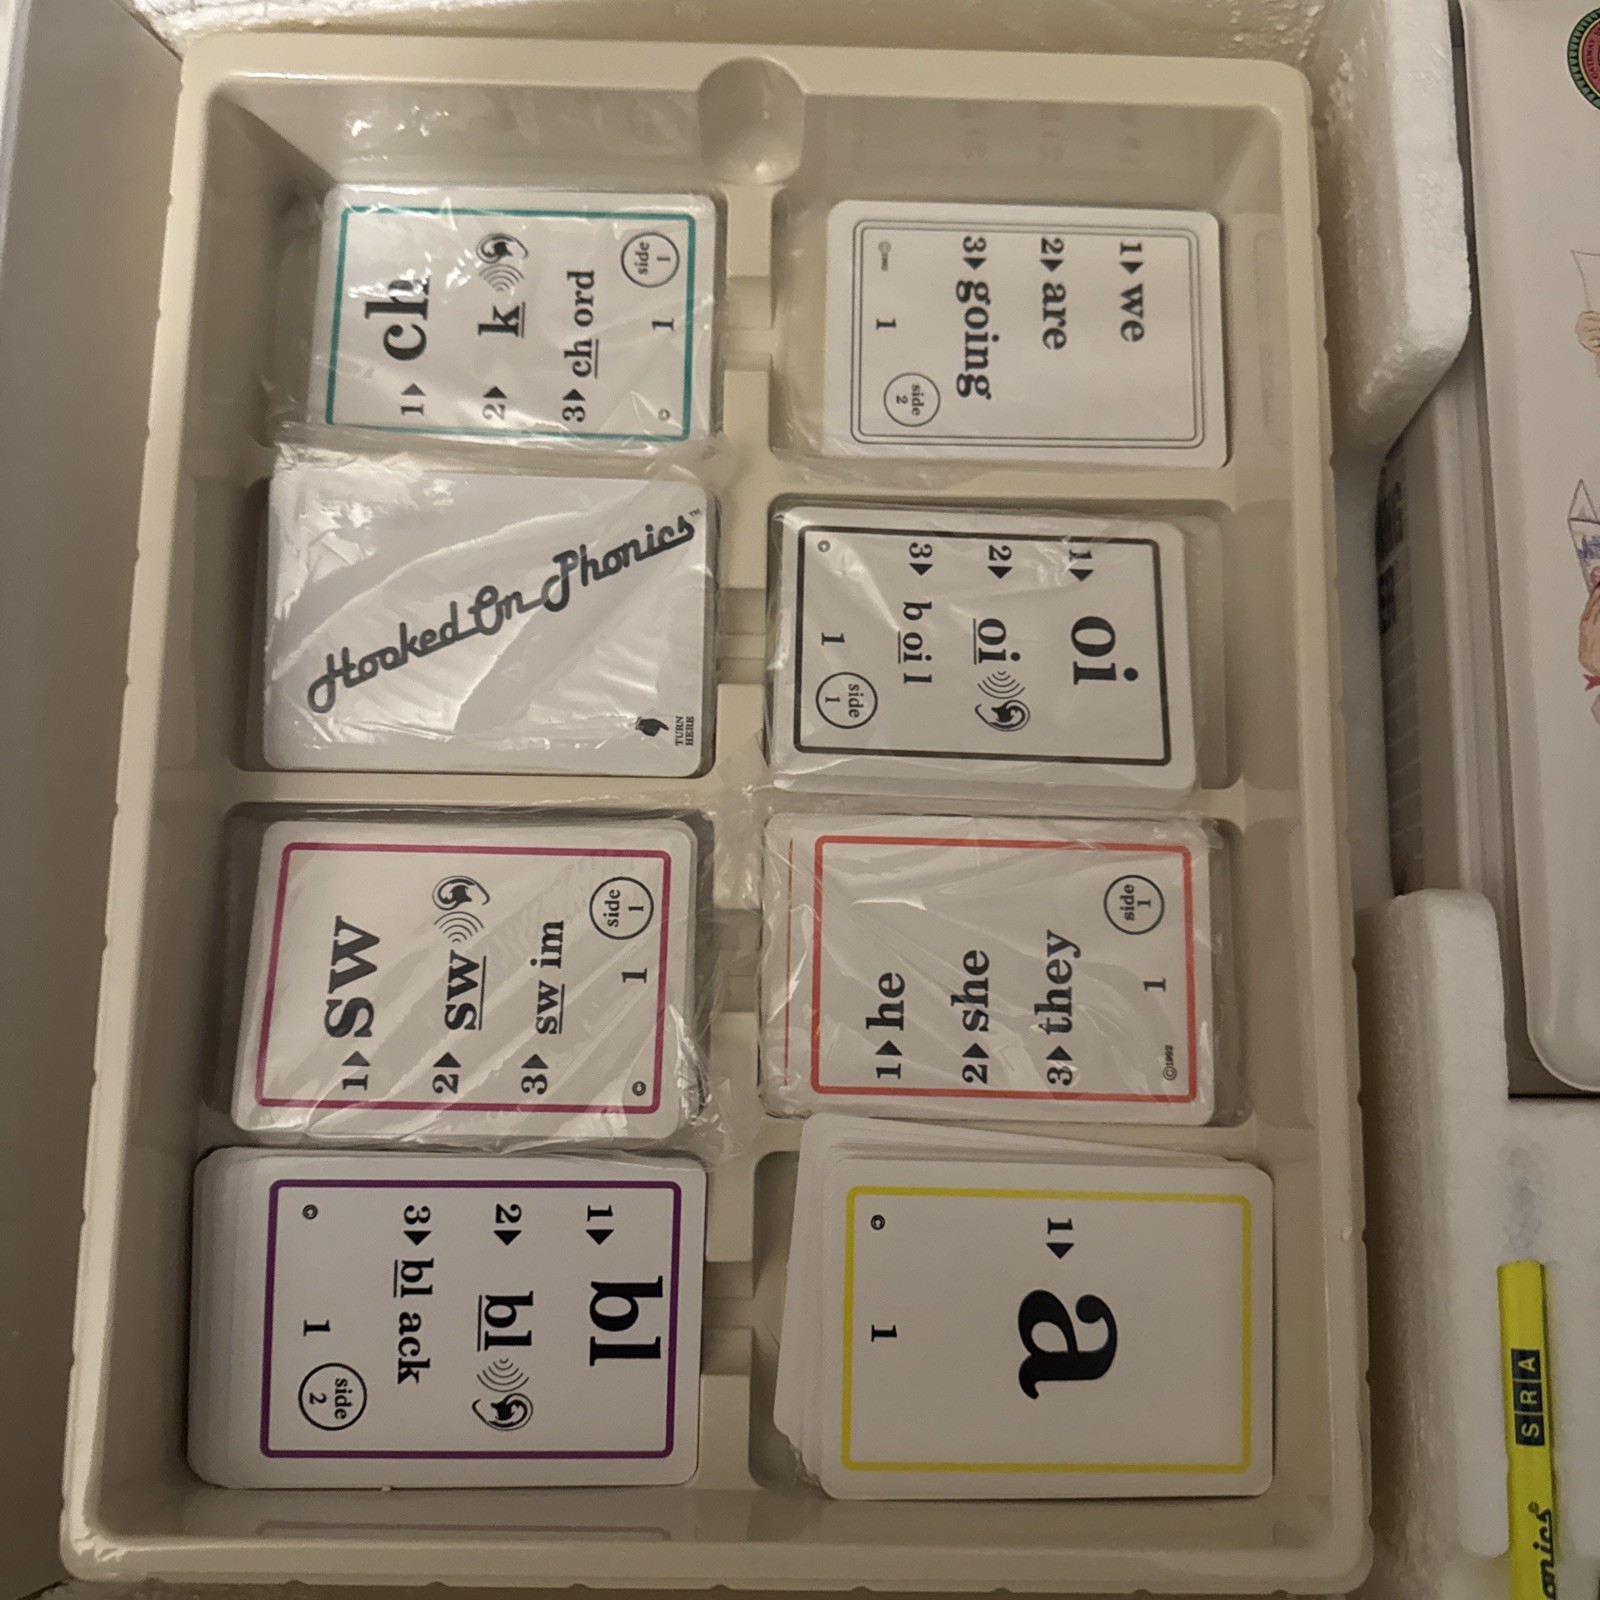 1▶ ch
2▶ k
3▶ ch ord
side
1
1
©
1▶ we
2▶ are
3▶ going
1
side
2
Hooked On Phonics™
TURN
HERE
1▶ oi
2▶ oi
3▶ b oi l
©
1
side
1
1▶ sw
2▶ sw
3▶ sw im
side
1
1
©
1▶ he
2▶ she
3▶ they
side
1
1
©1992
1▶ bl
2▶ bl
3▶ bl ack
©
1
side
2
1▶ a
©
1
SRA